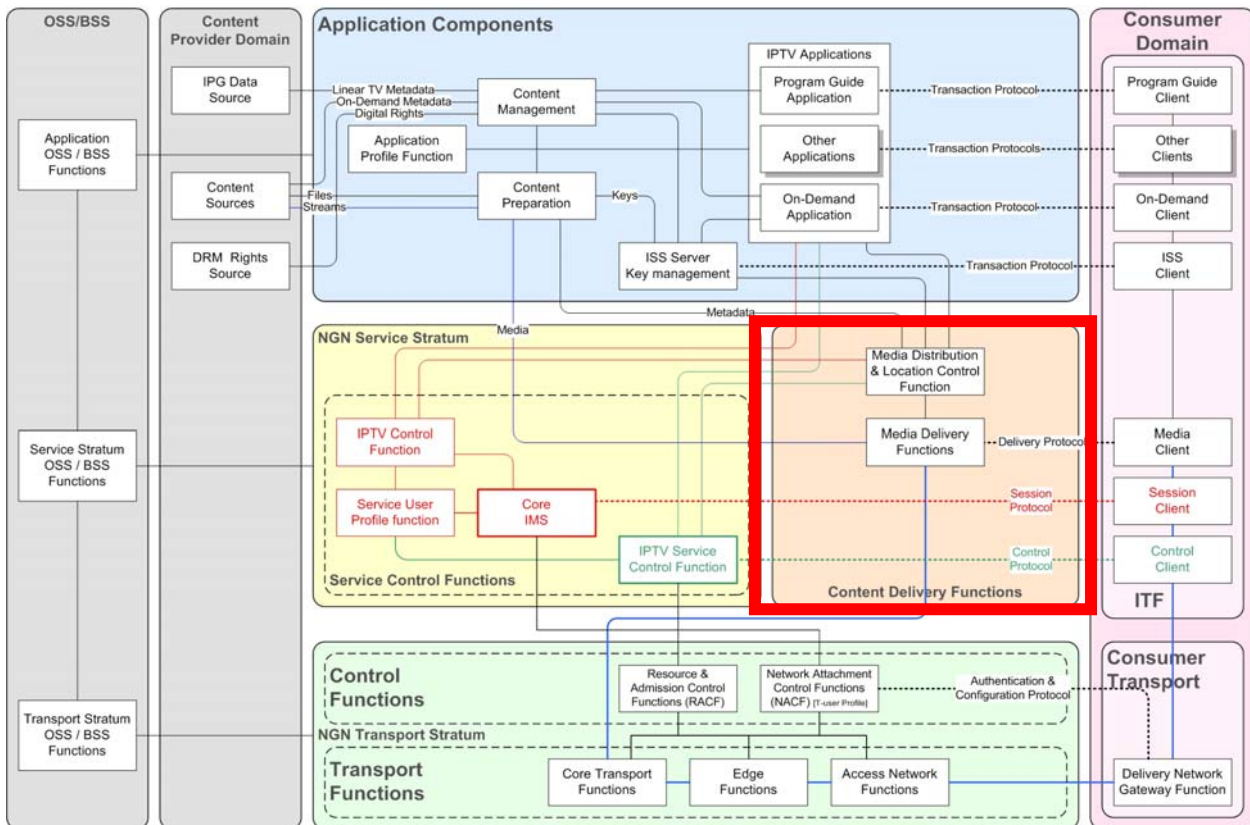 OSS/BSS
Application
OSS / BSS
Functions
Service Stratum
OSS / BSS
Functions
Transport Stratum
OSS / BSS
Functions
Content
Provider Domain
IPG Data
Source
Content
Sources
DRM Rights
Source
Application Components
Linear TV Metadata
On-Demand Metadata
Digital Rights
Files
Streams
Content
Management
Application
Profile Function
Content
Preparation
Keys
ISS Server
Key management
IPTV Applications
Program Guide
Application
Other
Applications
On-Demand
Application
Transaction Protocol
Transaction Protocols
Transaction Protocol
Transaction Protocol
Metadata
Media
NGN Service Stratum
IPTV Control
Function
Service User
Profile function
Core
IMS
IPTV Service
Control Function
Service Control Functions
Media Distribution
& Location Control
Function
Media Delivery
Functions
Delivery Protocol
Session
Protocol
Control
Protocol
Content Delivery Functions
Control
Functions
Resource &
Admission Control
Functions (RACF)
Network Attachment
Control Functions
(NACF) [T-user Profile]
Authentication &
Configuration Protocol
NGN Transport Stratum
Transport
Functions
Core Transport
Functions
Edge
Functions
Access Network
Functions
Consumer
Domain
Program Guide
Client
Other
Clients
On-Demand
Client
ISS
Client
Media
Client
Session
Client
Control
Client
ITF
Consumer
Transport
Delivery Network
Gateway Function